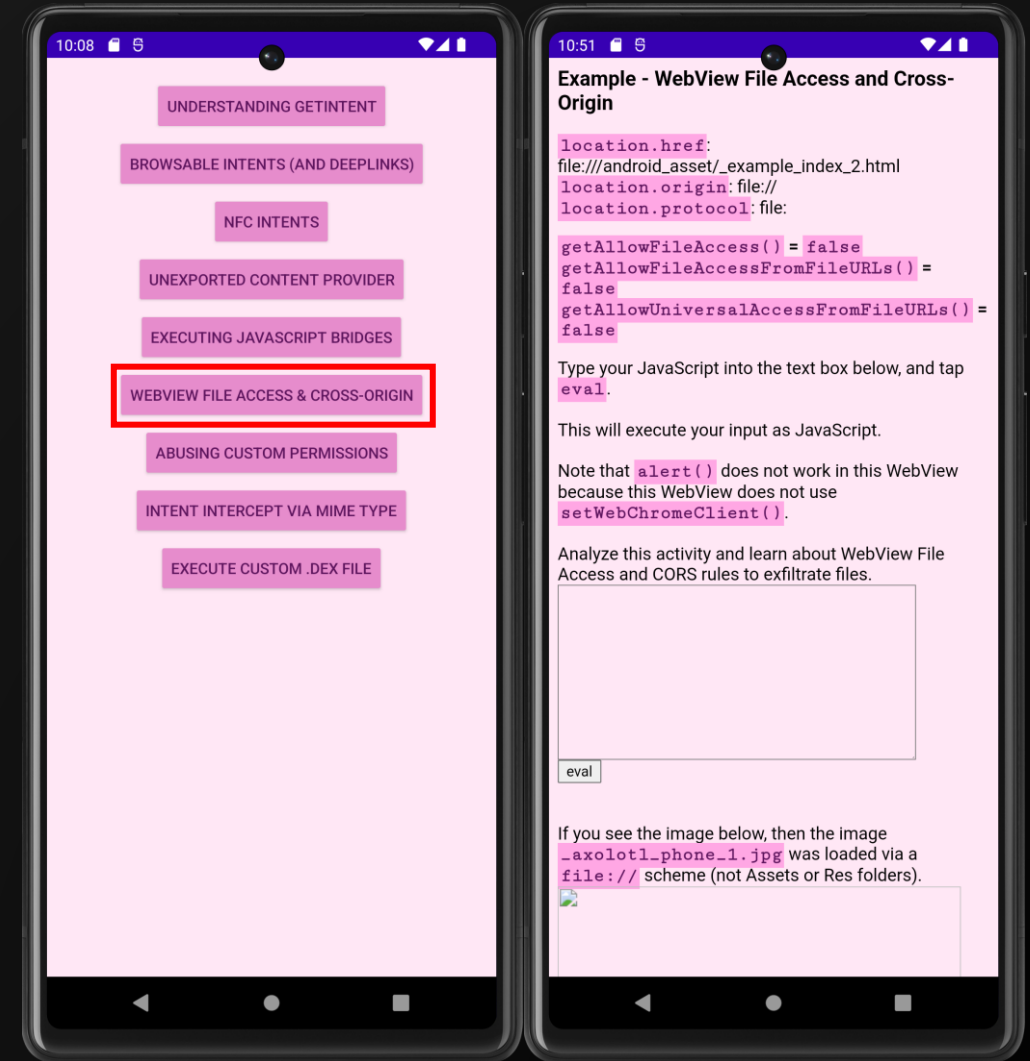 10:08
UNDERSTANDING GETINTENT
BROWSABLE INTENTS (AND DEEPLINKS)
NFC INTENTS
UNEXPORTED CONTENT PROVIDER
EXECUTING JAVASCRIPT BRIDGES
WEBVIEW FILE ACCESS & CROSS-ORIGIN
ABUSING CUSTOM PERMISSIONS
INTENT INTERCEPT VIA MIME TYPE
EXECUTE CUSTOM .DEX FILE
10:51
Example - WebView File Access and Cross-
Origin
location.href:
file:///android_asset/_example_index_2.html
location.origin: file://
location.protocol: file:
getAllowFileAccess() = false
getAllowFileAccessFromFileURLs() =
false
getAllowUniversalAccessFromFileURLs() =
false
Type your JavaScript into the text box below, and tap
eval.
This will execute your input as JavaScript.
Note that alert() does not work in this WebView
because this WebView does not use
setWebChromeClient().
Analyze this activity and learn about WebView File
Access and CORS rules to exfiltrate files.
eval
If you see the image below, then the image
_axolotl_phone_1.jpg was loaded via a
file:// scheme (not Assets or Res folders).